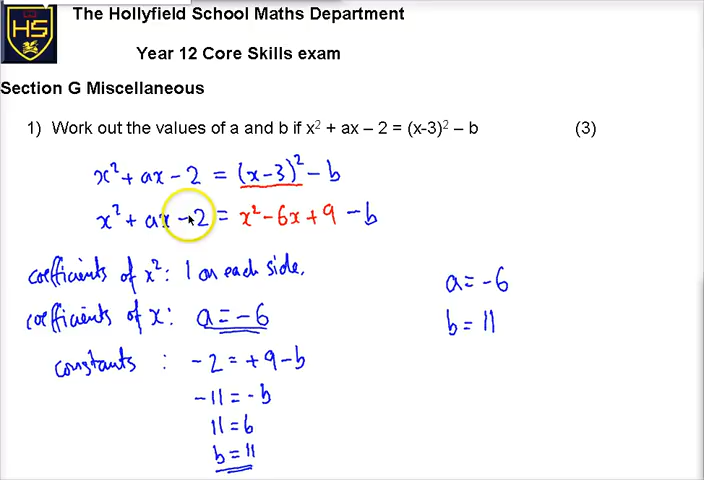 HS
The Hollyfield School Maths Department
Year 12 Core Skills exam
Section G Miscellaneous
1) Work out the values of a and b if x² + ax – 2 = (x-3)² – b (3)
x² + ax - 2 = (x - 3)² - b
x² + ax - 2 = x² - 6x + 9 - b
coefficients of x²: 1 on each side.
coefficients of x: a = -6
constants : -2 = +9 - b
-11 = -b
11 = b
b = 11
a = -6
b = 11